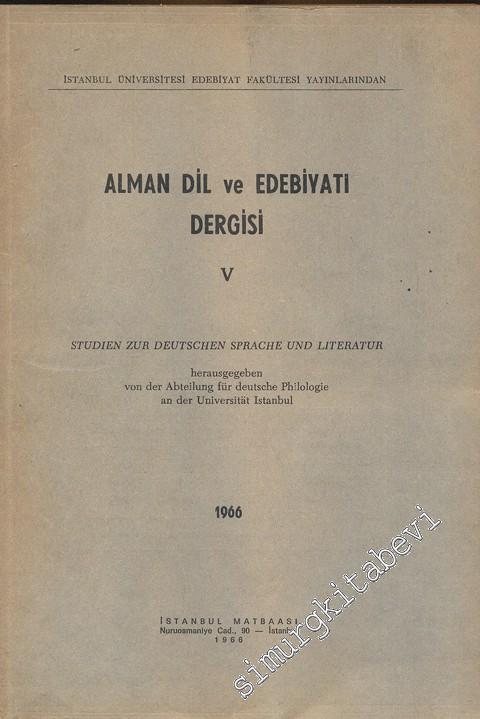 İSTANBUL ÜNİVERSİTESİ EDEBİYAT FAKÜLTESİ YAYINLARINDAN
ALMAN DİL ve EDEBİYATI
DERGİSİ
V
STUDIEN ZUR DEUTSCHEN SPRACHE UND LITERATUR
herausgegeben
von der Abteilung für deutsche Philologie
an der Universität Istanbul
1966
İSTANBUL MATBAASI
Nuruosmaniye Cad., 90 — İstanbul
1966
simurgkitabevi